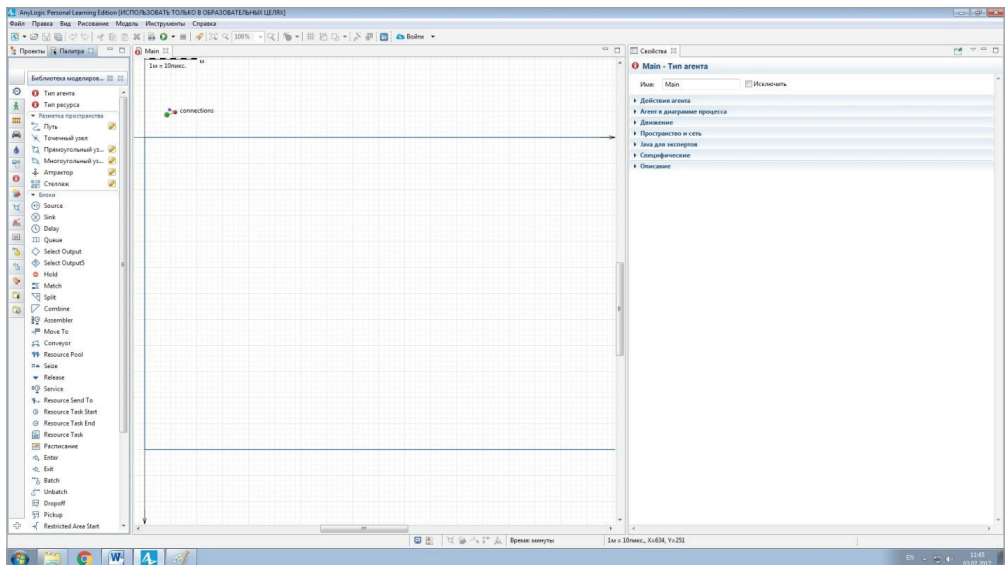 AnyLogic Personal Learning Edition [ИСПОЛЬЗОВАТЬ ТОЛЬКО В ОБРАЗОВАТЕЛЬНЫХ ЦЕЛЯХ]
Файл Правка Вид Рисование Модель Инструменты Справка
100% Войти
Проекты Палитра
Main
Свойства
Библиотека моделиров...
Тип агента
Тип ресурса
Разметка пространства
Путь
Точечный узел
Прямоугольный уз...
Многоугольный уз...
Аттрактор
Стеллаж
Блоки
Source
Sink
Delay
Queue
Select Output
Select Output5
Hold
Match
Split
Combine
Assembler
Move To
Conveyor
Resource Pool
Seize
Release
Service
Resource Send To
Resource Task Start
Resource Task End
Resource Task
Расписание
Enter
Exit
Batch
Unbatch
Dropoff
Pickup
Restricted Area Start
м
1м = 10пикс.
connections
Main - Тип агента
Имя: Main Исключить
Действия агента
Агент в диаграмме процесса
Движение
Пространство и сеть
Java для экспертов
Специфические
Описание
Время: минуты 1м = 10пикс., X=634, Y=251
EN 11:45
03.07.2017